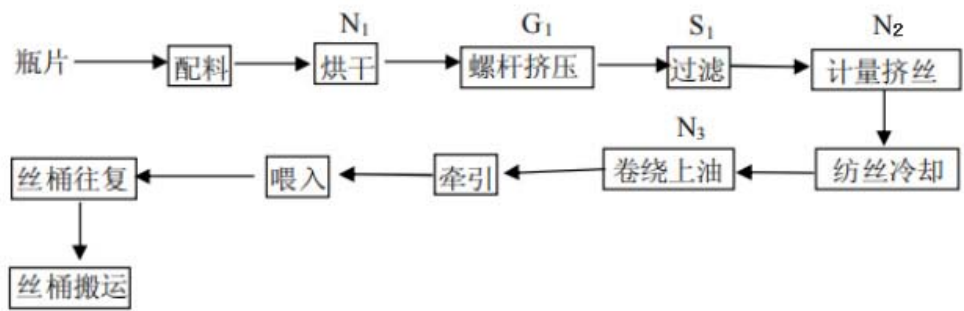 N₁ G₁ S₁ N₂
瓶片 配料 烘干 螺杆挤压 过滤 计量挤丝
N₃
丝桶往复 喂入 牵引 卷绕上油 纺丝冷却
丝桶搬运